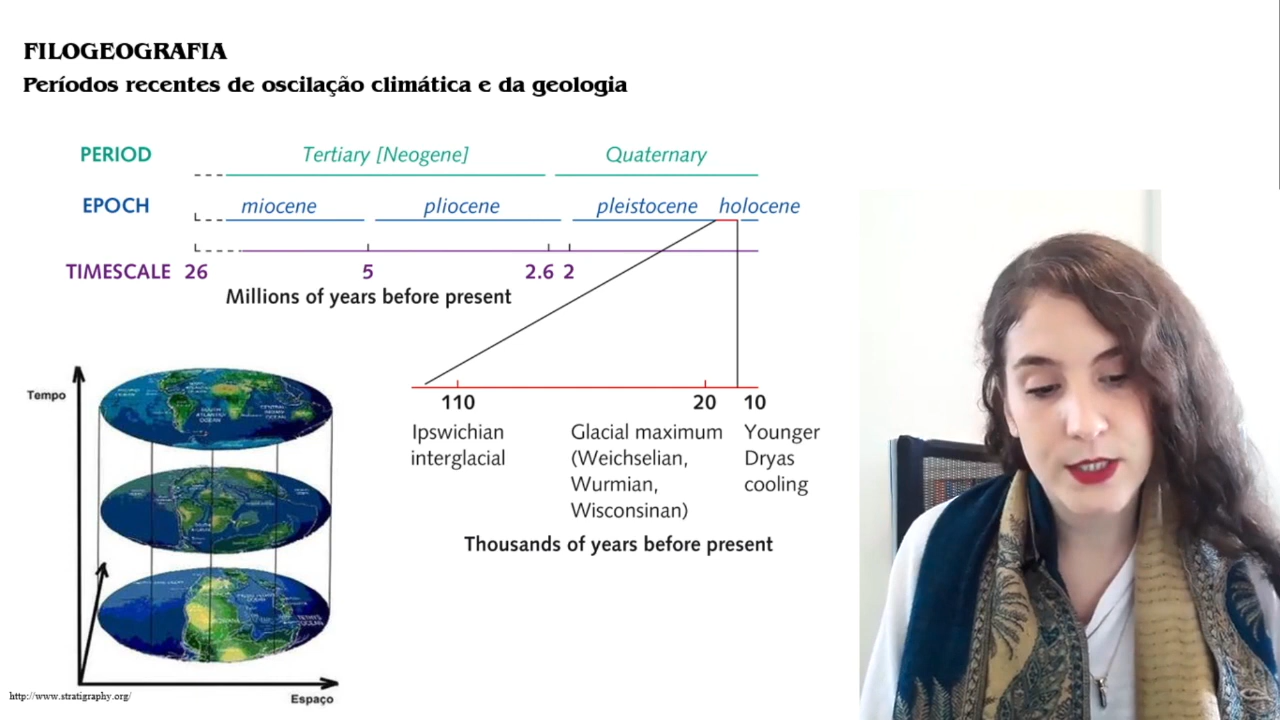 FILOGEOGRAFIA
Períodos recentes de oscilação climática e da geologia
PERIOD Tertiary [Neogene] Quaternary
EPOCH miocene pliocene pleistocene holocene
TIMESCALE 26 5 2.6 2
Millions of years before present
110 20 10
Ipswichian Glacial maximum Younger
interglacial (Weichselian, Dryas
Wurmian, cooling
Wisconsinan)
Thousands of years before present
Tempo
Espaço
http://www.stratigraphy.org/